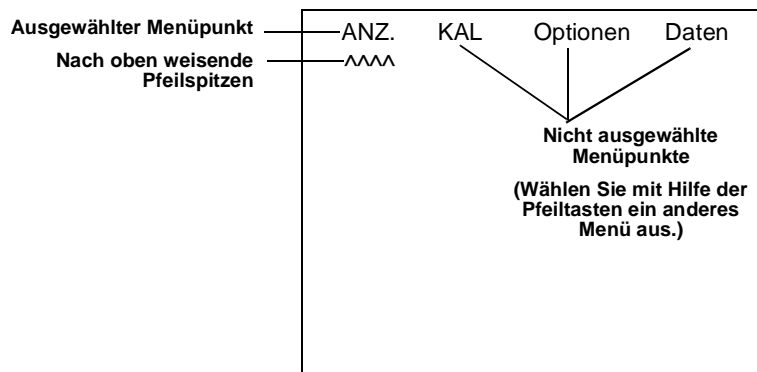 Ausgewählter Menüpunkt
ANZ. KAL Optionen Daten
Nach oben weisende
Pfeilspitzen
^^^^
Nicht ausgewählte
Menüpunkte
(Wählen Sie mit Hilfe der
Pfeiltasten ein anderes
Menü aus.)